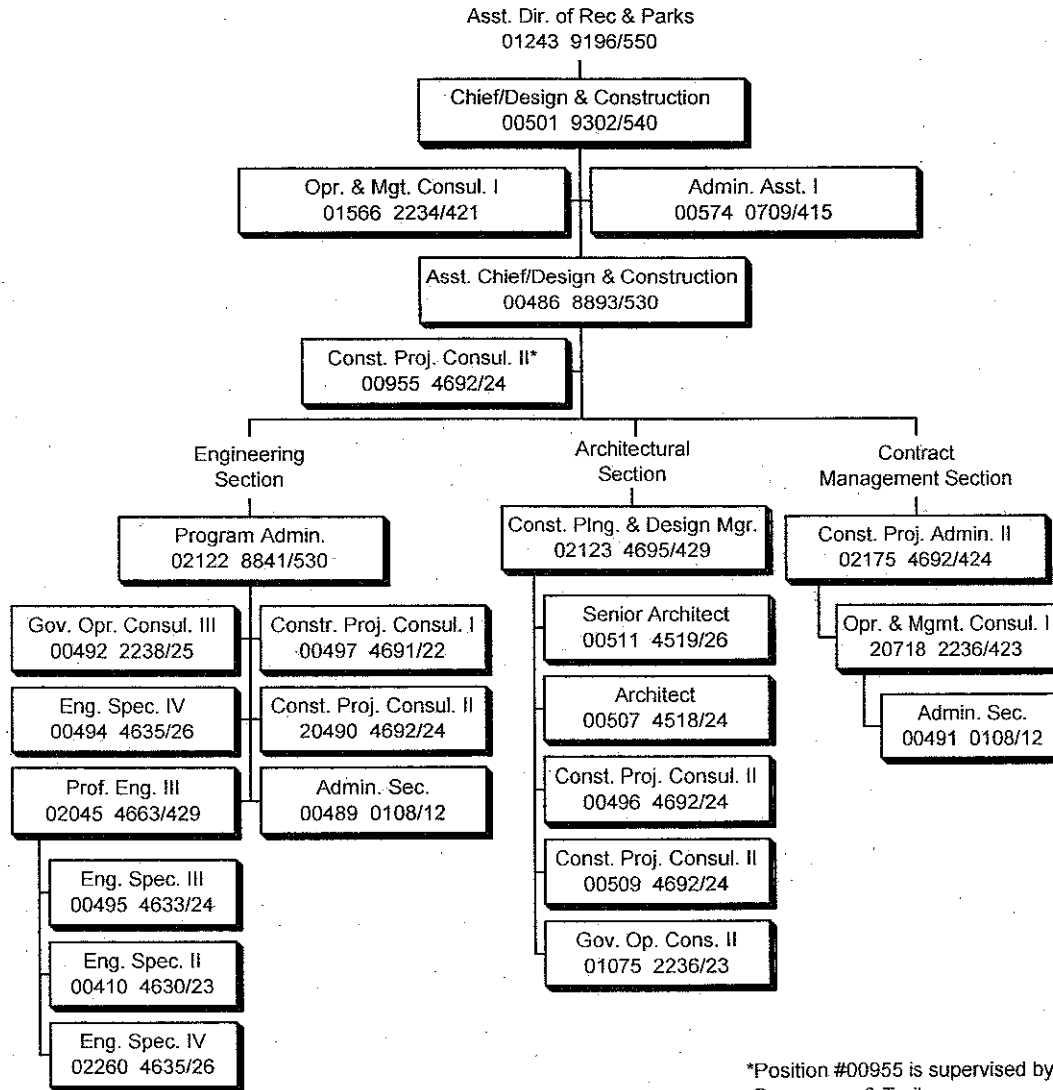 Asst. Dir. of Rec & Parks
01243 9196/550
Chief/Design & Construction
00501 9302/540
Opr. & Mgt. Consul. I
01566 2234/421
Admin. Asst. I
00574 0709/415
Asst. Chief/Design & Construction
00486 8893/530
Const. Proj. Consul. II*
00955 4692/24
Engineering
Section
Program Admin.
02122 8841/530
Gov. Opr. Consul. III
00492 2238/25
Constr. Proj. Consul. I
00497 4691/22
Eng. Spec. IV
00494 4635/26
Const. Proj. Consul. II
20490 4692/24
Prof. Eng. III
02045 4663/429
Admin. Sec.
00489 0108/12
Eng. Spec. III
00495 4633/24
Eng. Spec. II
00410 4630/23
Eng. Spec. IV
02260 4635/26
Architectural
Section
Const. Plng. & Design Mgr.
02123 4695/429
Senior Architect
00511 4519/26
Architect
00507 4518/24
Const. Proj. Consul. II
00496 4692/24
Const. Proj. Consul. II
00509 4692/24
Gov. Op. Cons. II
01075 2236/23
Contract
Management Section
Const. Proj. Admin. II
02175 4692/424
Opr. & Mgmt. Consul. I
20718 2236/423
Admin. Sec.
00491 0108/12
*Position #00955 is supervised by